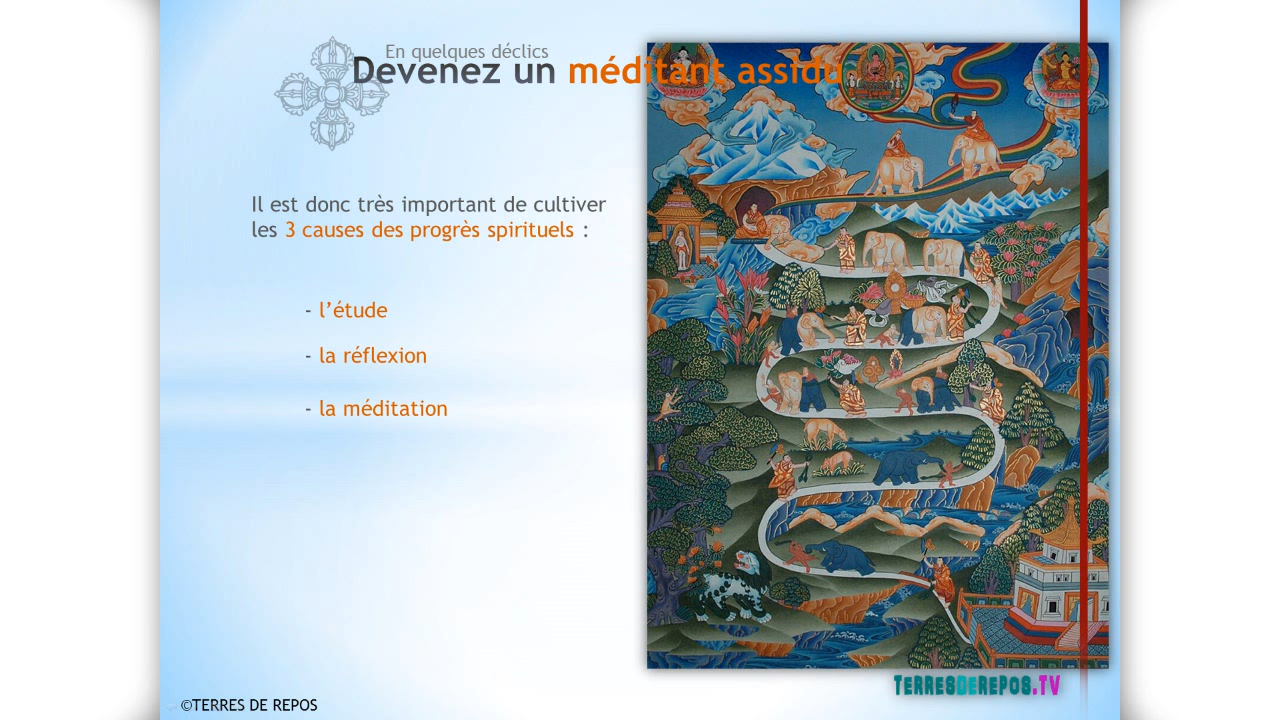 En quelques déclics
Devenez un méditant assidu
Il est donc très important de cultiver
les 3 causes des progrès spirituels :
- l’étude
- la réflexion
- la méditation
TERRESDEREPOS.TV
©TERRES DE REPOS